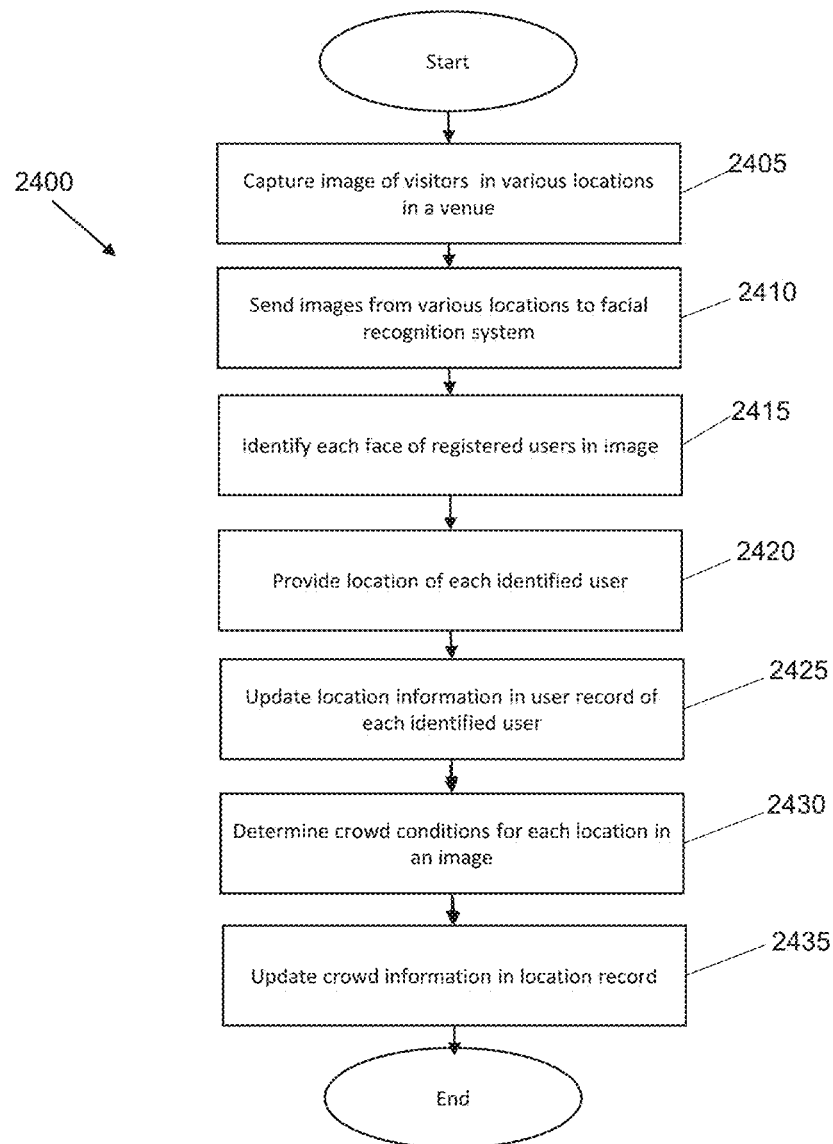 Start
2400
Capture image of visitors in various locations
in a venue
2405
Send images from various locations to facial
recognition system
2410
Identify each face of registered users in image
2415
Provide location of each identified user
2420
Update location information in user record of
each identified user
2425
Determine crowd conditions for each location in
an image
2430
Update crowd information in location record
2435
End